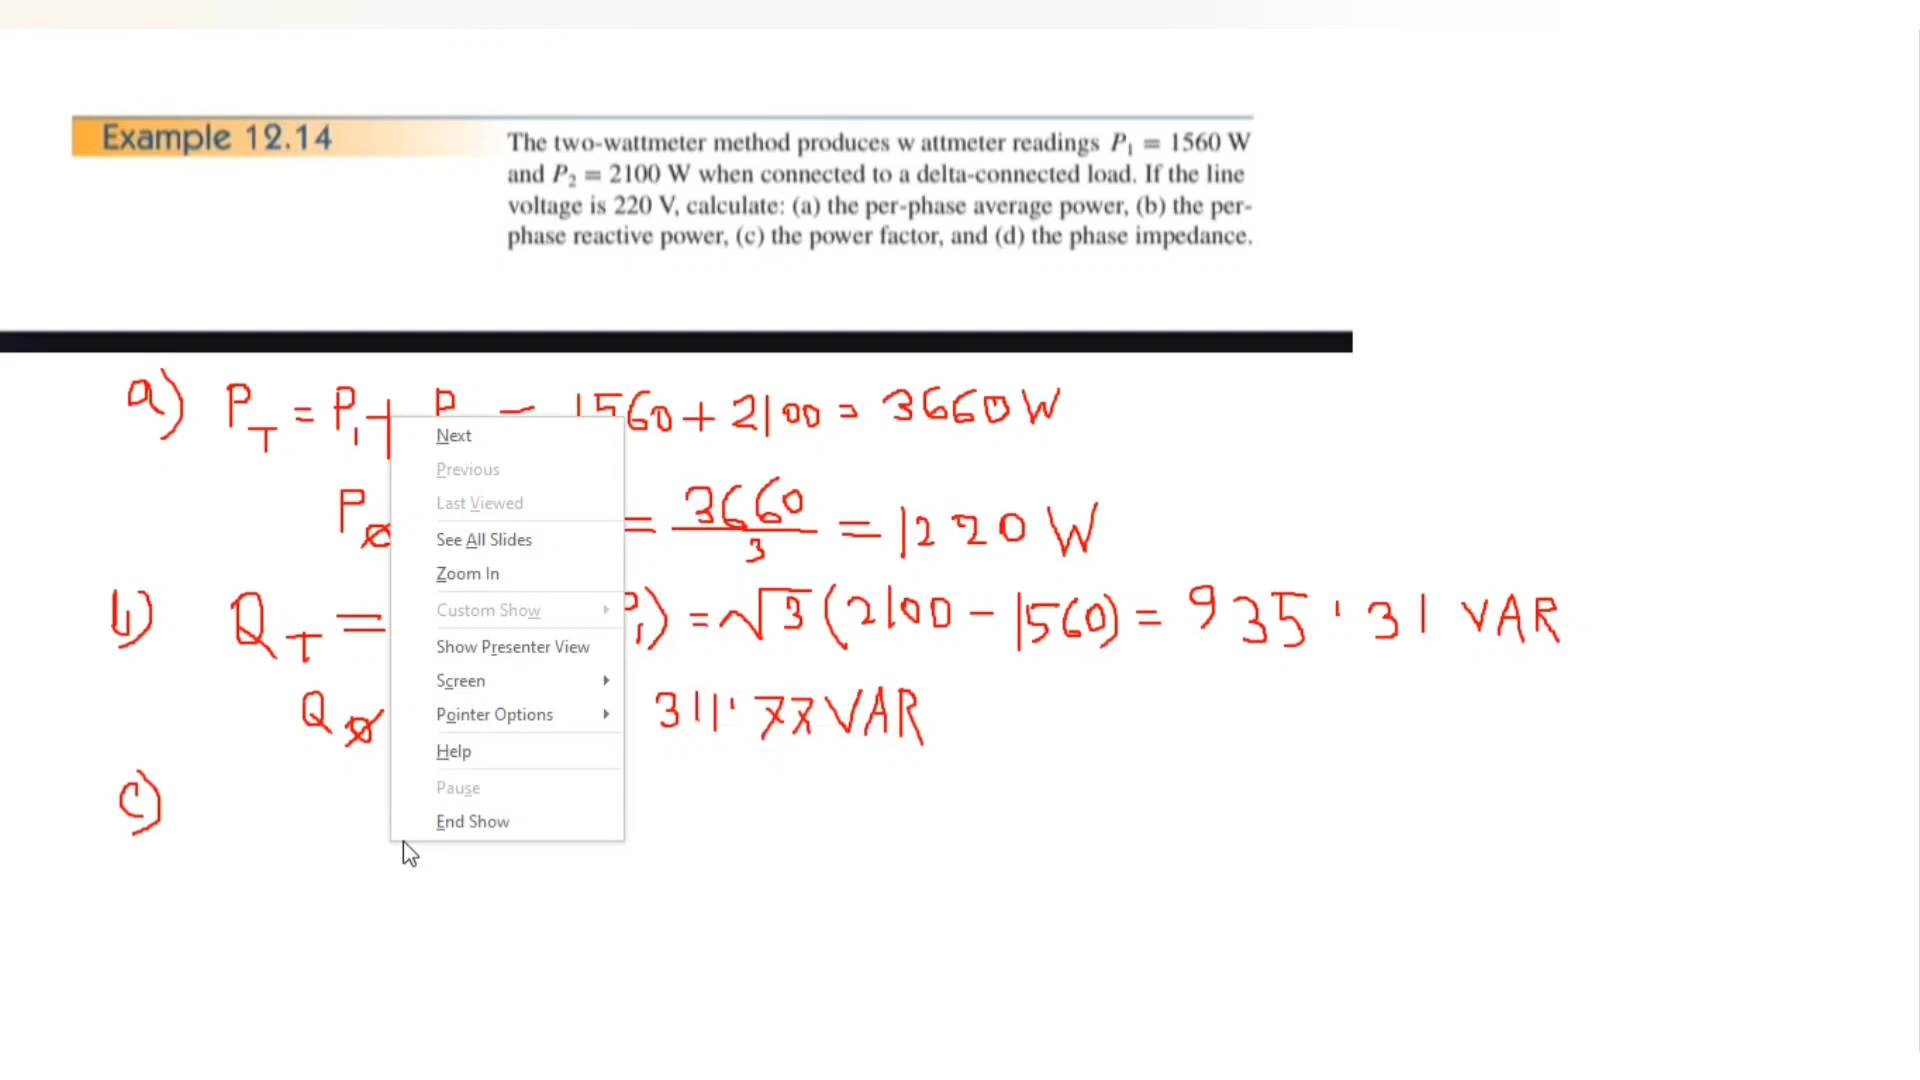 Example 12.14
The two-wattmeter method produces w attmeter readings P₁ = 1560 W
and P₂ = 2100 W when connected to a delta-connected load. If the line
voltage is 220 V, calculate: (a) the per-phase average power, (b) the per-
phase reactive power, (c) the power factor, and (d) the phase impedance.
a) P_T = P₁ + P = 1560 + 2100 = 3660 W
Next
Previous
Last Viewed
P_ø = 3660/3 = 1220 W
See All Slides
Zoom In
b) Q_T = P₁) = √3 (2100 - 1560) = 935.31 VAR
Custom Show
Show Presenter View
Screen
Q_ø 311.77 VAR
Pointer Options
Help
c)
Pause
End Show